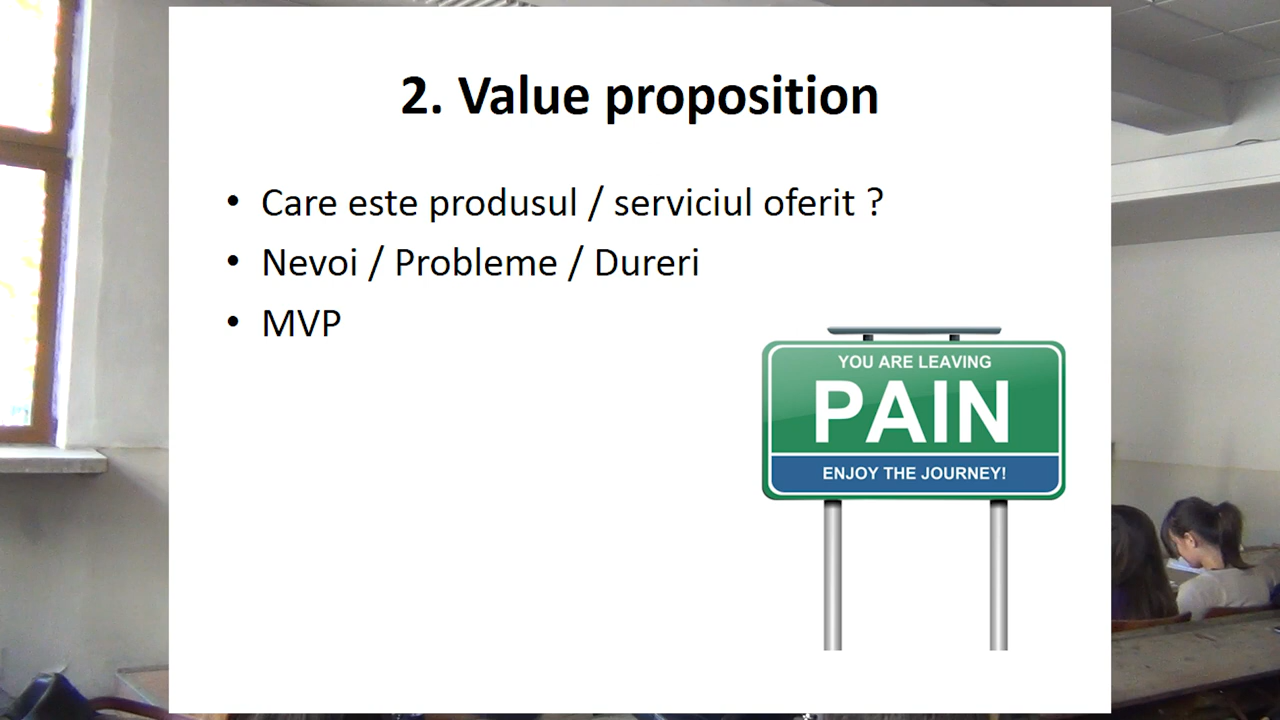 2. Value proposition
• Care este produsul / serviciul oferit ?
• Nevoi / Probleme / Dureri
• MVP
YOU ARE LEAVING
PAIN
ENJOY THE JOURNEY!